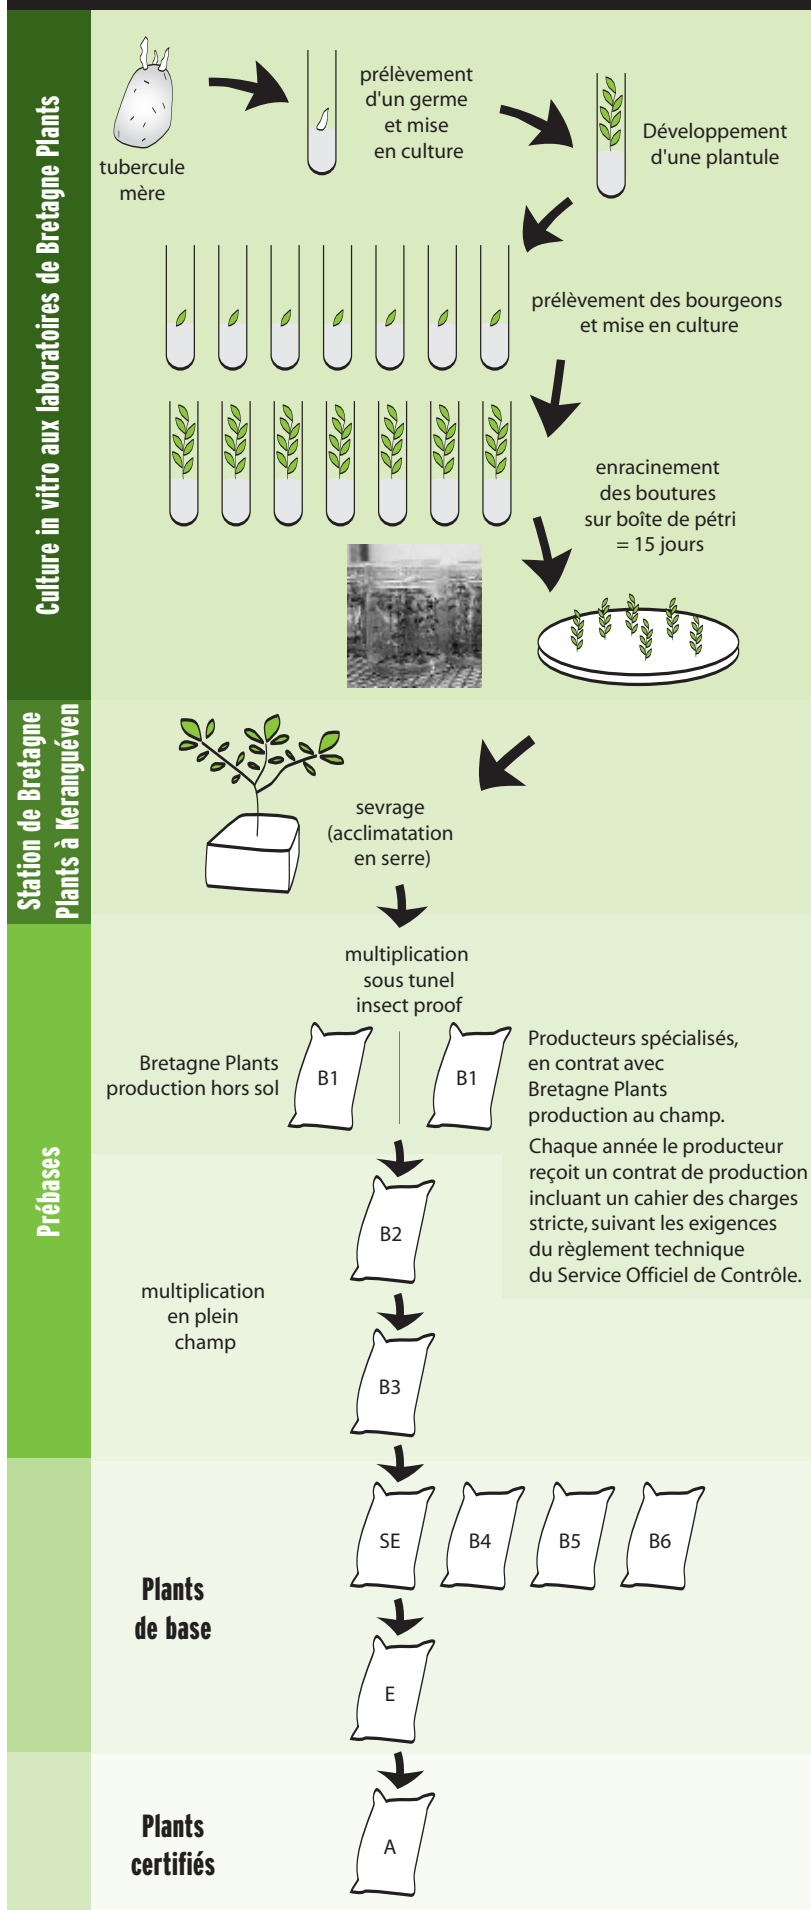 Culture in vitro aux laboratoires de Bretagne Plants
tubercule
mère
prélèvement
d'un germe
et mise
en culture
Développement
d'une plantule
prélèvement des bourgeons
et mise en culture
enracinement
des boutures
sur boîte de pétri
= 15 jours
Station de Bretagne
Plants à Keranguéven
sevrage
(acclimatation
en serre)
Prébases
multiplication
sous tunel
insect proof
Bretagne Plants
production hors sol
B1
B1
Producteurs spécialisés,
en contrat avec
Bretagne Plants
production au champ.
Chaque année le producteur
reçoit un contrat de production
incluant un cahier des charges
stricte, suivant les exigences
du règlement technique
du Service Officiel de Contrôle.
B2
multiplication
en plein
champ
B3
Plants
de base
SE
B4
B5
B6
E
Plants
certifiés
A